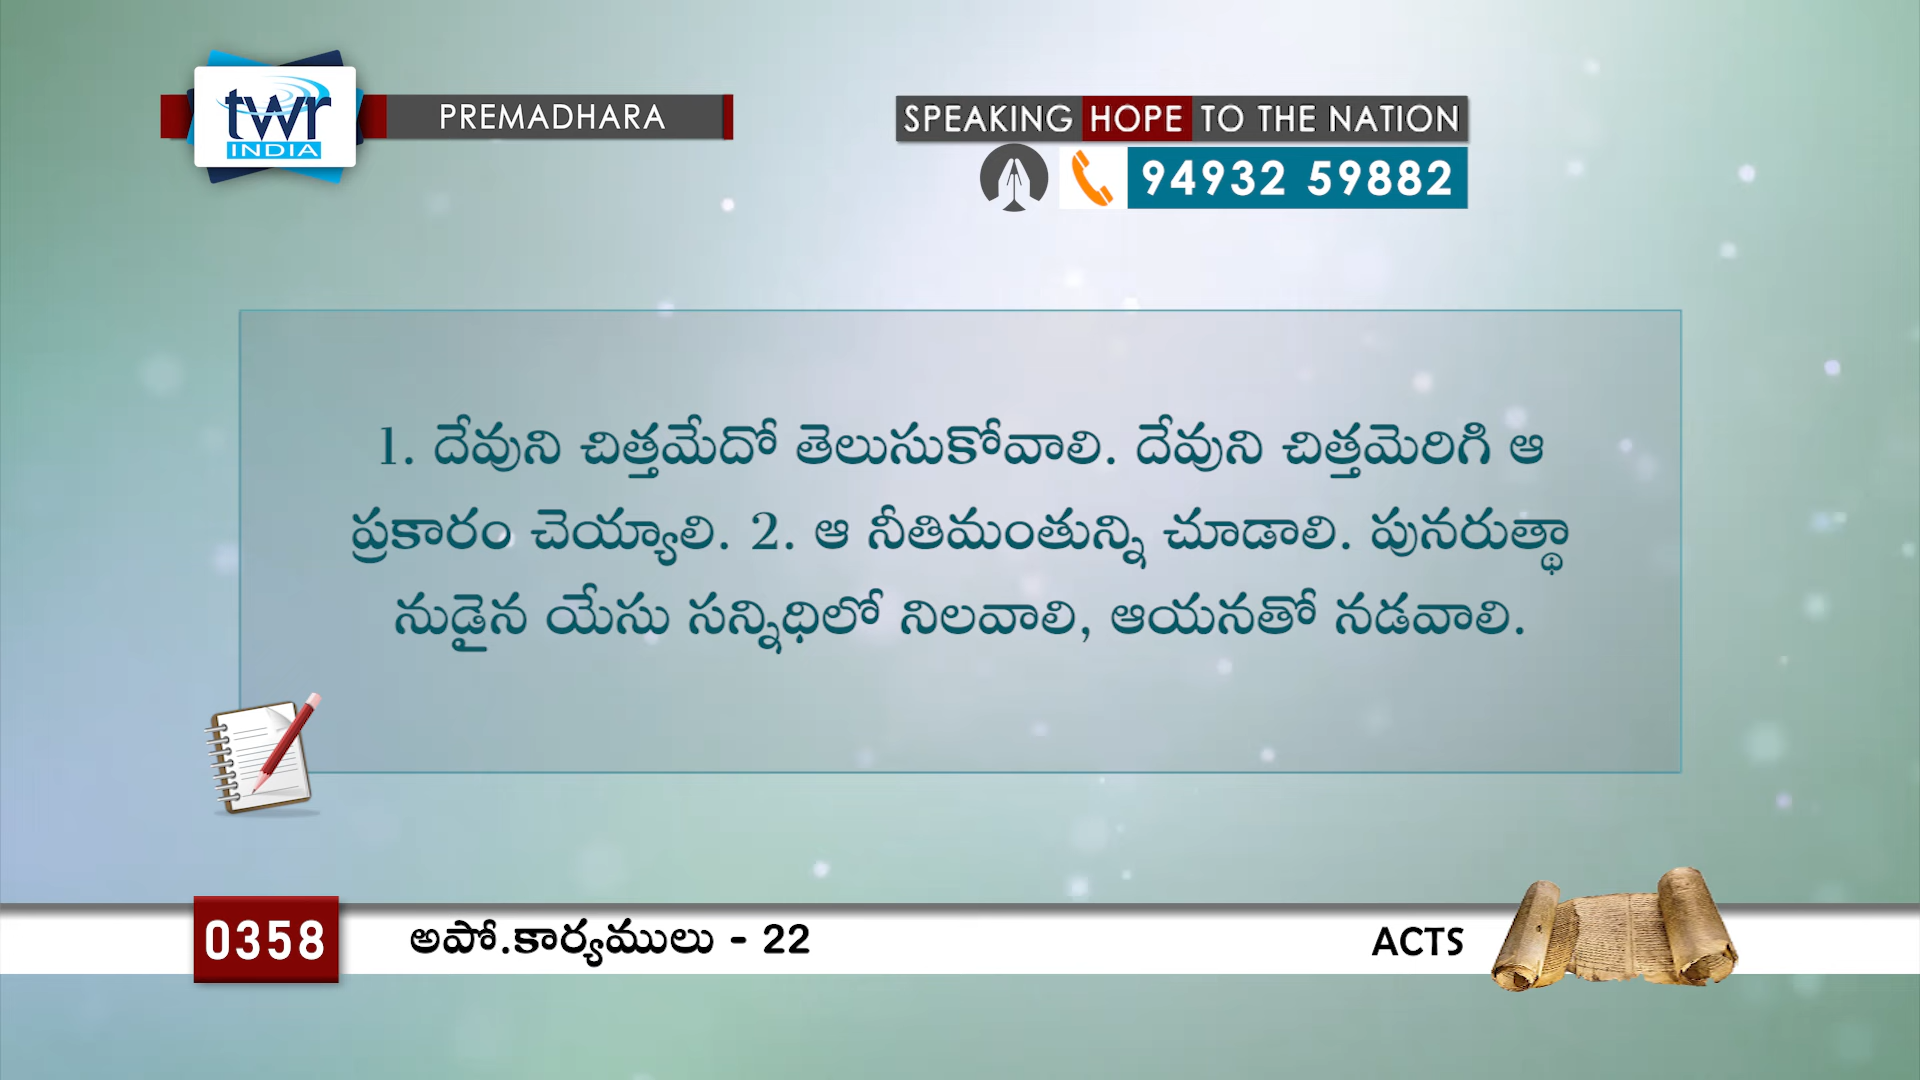 twr
INDIA
PREMADHARA
SPEAKING HOPE TO THE NATION
94932 59882
1. దేవుని చిత్తమేదో తెలుసుకోవాలి. దేవుని చిత్తమెరిగి ఆ
ప్రకారం చెయ్యాలి. 2. ఆ నీతిమంతున్ని చూడాలి. పునరుత్థా
నుడైన యేసు సన్నిధిలో నిలవాలి, ఆయనతో నడవాలి.
0358
అపో.కార్యములు - 22
ACTS